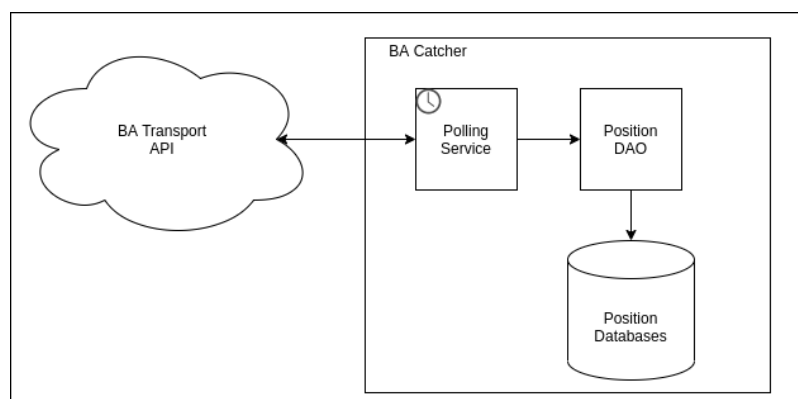 BA Catcher
BA Transport
API
Polling
Service
Position
DAO
Position
Databases